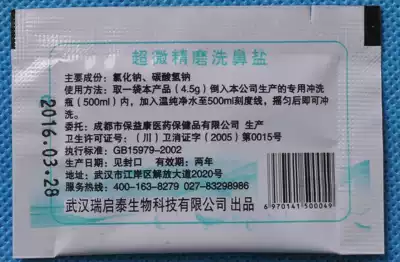 超微精磨洗鼻盐
主要成份：氯化钠、碳酸氢钠
使用方法：取一袋本产品（4.5g）倒入本公司生产的专用冲洗
瓶（500ml）内，加入温纯净水至500ml刻度线，摇匀后即可冲
洗。
委托：成都市保益康医药保健品有限公司 生产
卫生许可证号：（川）卫消证字（2005）第0015号
执行标准：GB15979-2002
生产日期：见封口 有效期：两年
地址：武汉市江岸区解放大道2020号
服务热线：400-163-8279 027-83298986
武汉瑞启泰生物科技有限公司 出品
2016.03.28
6970141500049